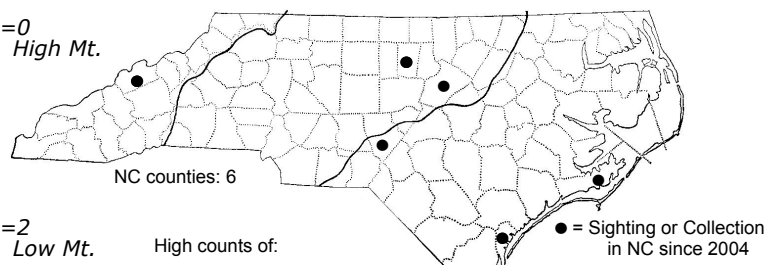 =0
High Mt.
NC counties: 6
=2
Low Mt.
High counts of:
● = Sighting or Collection
in NC since 2004